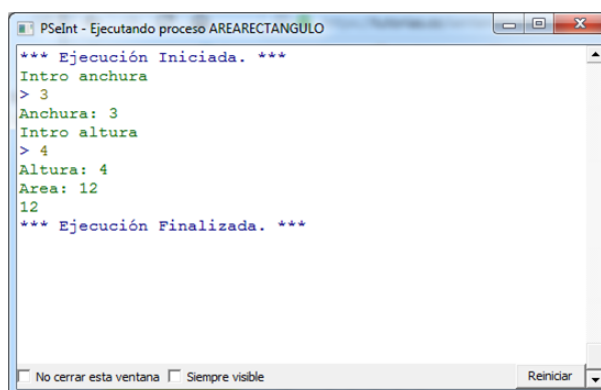 PSeInt - Ejecutando proceso AREARECTANGULO
*** Ejecución Iniciada. ***
Intro anchura
> 3
Anchura: 3
Intro altura
> 4
Altura: 4
Area: 12
12
*** Ejecución Finalizada. ***
No cerrar esta ventana Siempre visible Reiniciar